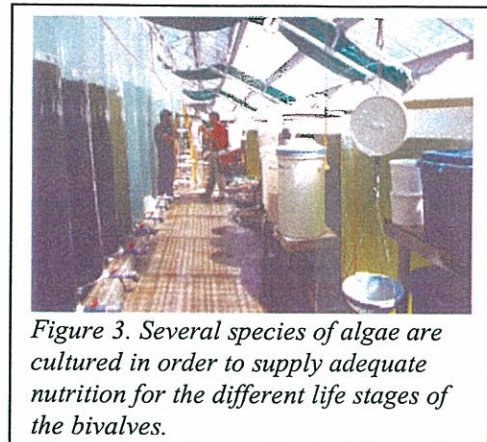 Figure 3. Several species of algae are
cultured in order to supply adequate
nutrition for the different life stages of
the bivalves.